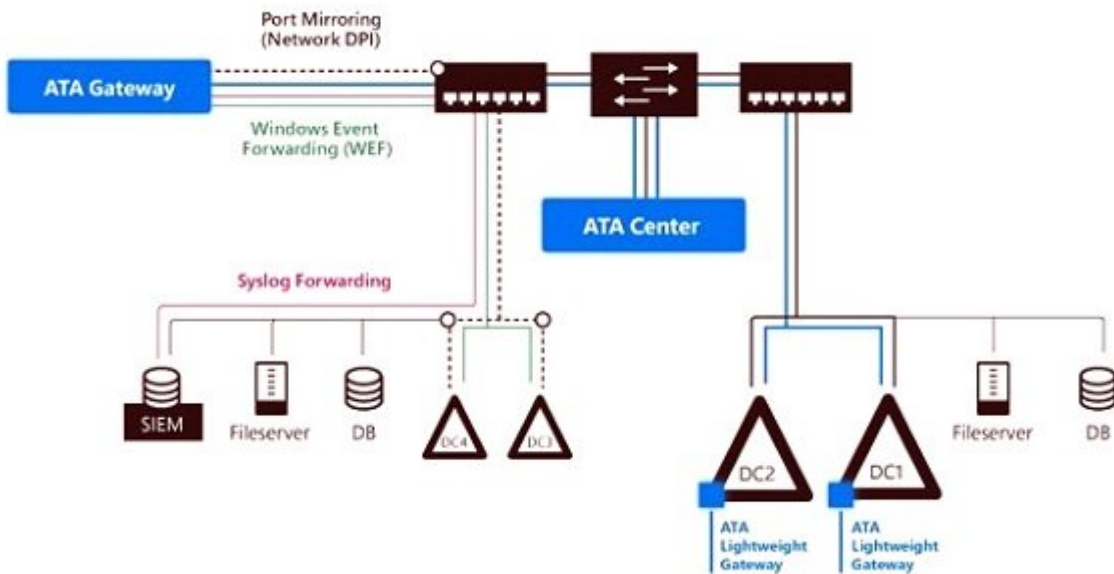 Port Mirroring
(Network DPI)
ATA Gateway
Windows Event
Forwarding (WEF)
ATA Center
Syslog Forwarding
SIEM
Fileserver
DB
DC4
DC3
DC2
DC1
Fileserver
DB
ATA
Lightweight
Gateway
ATA
Lightweight
Gateway